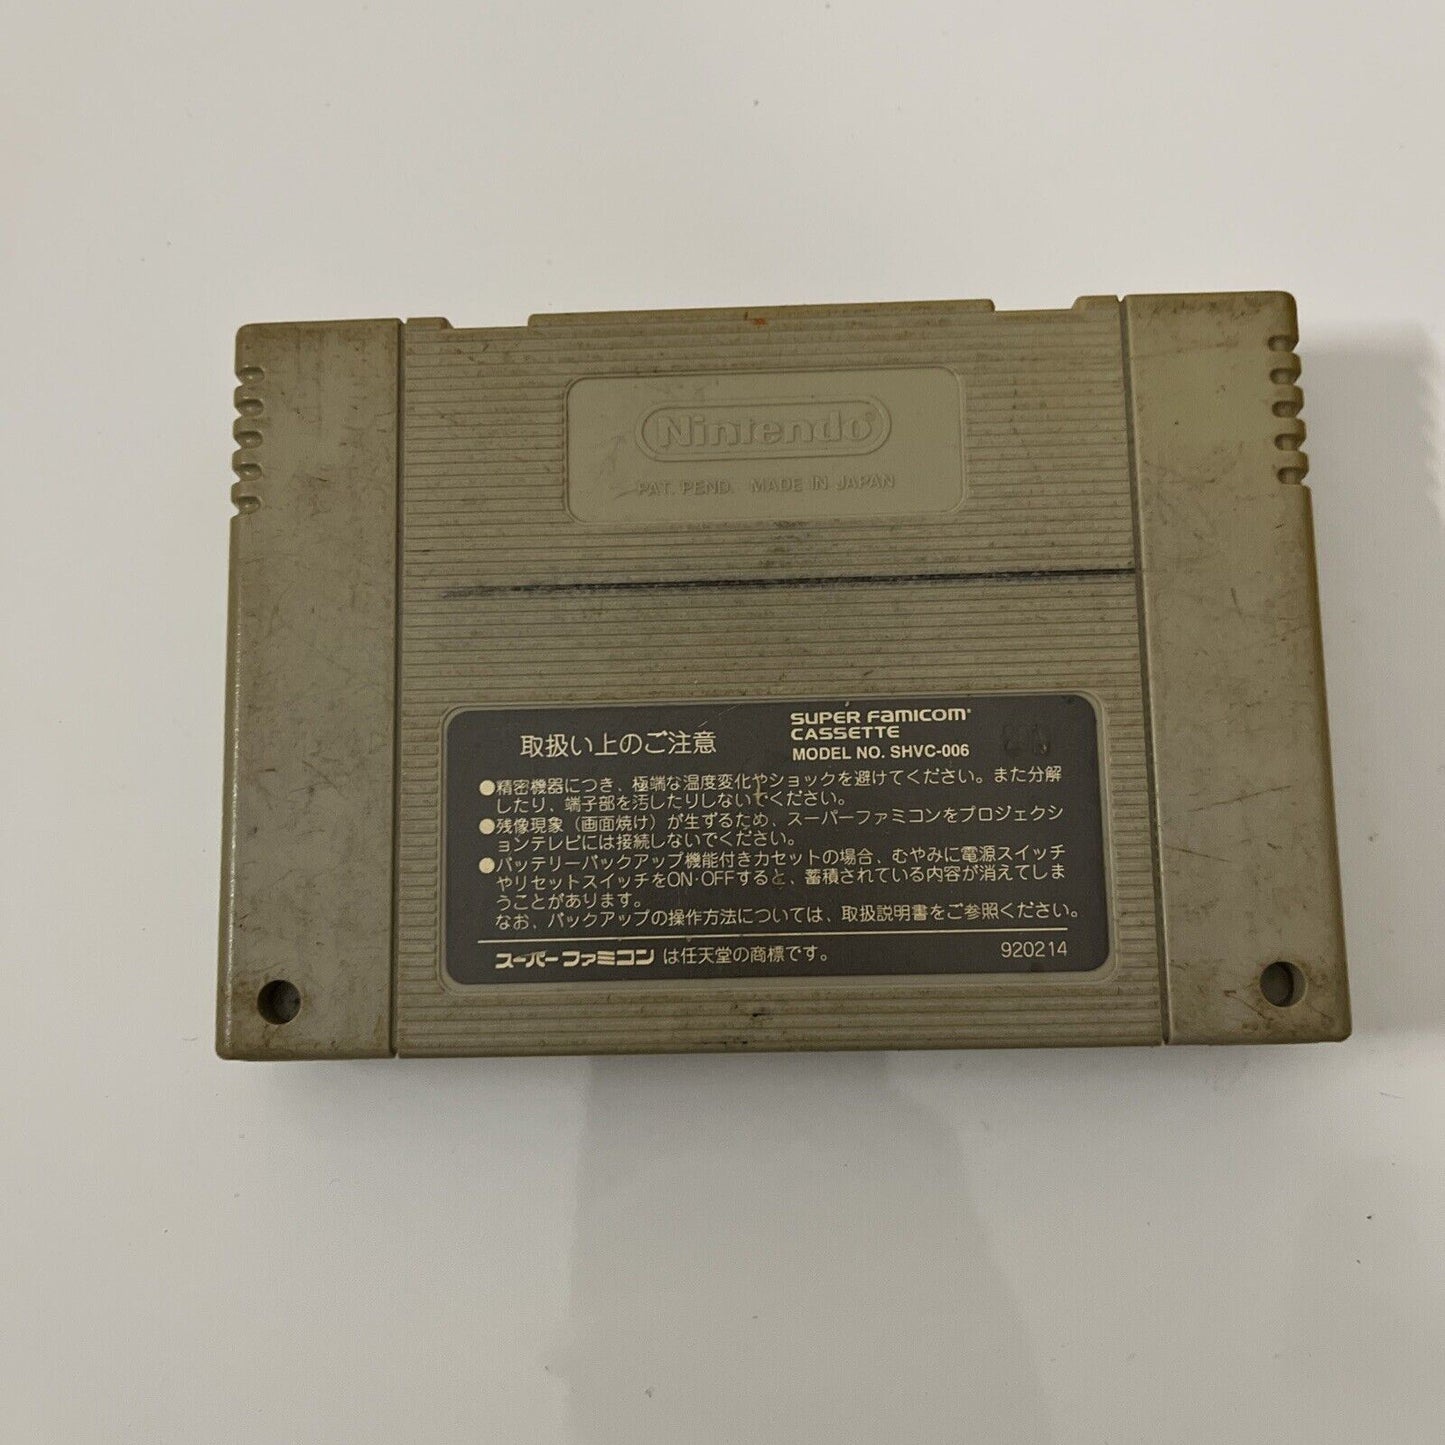 Nintendo®
PAT. PEND. MADE IN JAPAN
取扱い上のご注意
SUPER FAMICOM®
CASSETTE
MODEL NO. SHVC-006
●精密機器につき、極端な温度変化やショックを避けてください。また分解
したり、端子部を汚したりしないでください。
●残像現象（画面焼け）が生ずるため、スーパーファミコンをプロジェクシ
ョンテレビには接続しないでください。
●バッテリーバックアップ機能付きカセットの場合、むやみに電源スイッチ
やリセットスイッチをON・OFFすると、蓄積されている内容が消えてしま
うことがあります。
なお、バックアップの操作方法については、取扱説明書をご参照ください。
スーパーファミコンは任天堂の商標です。
920214